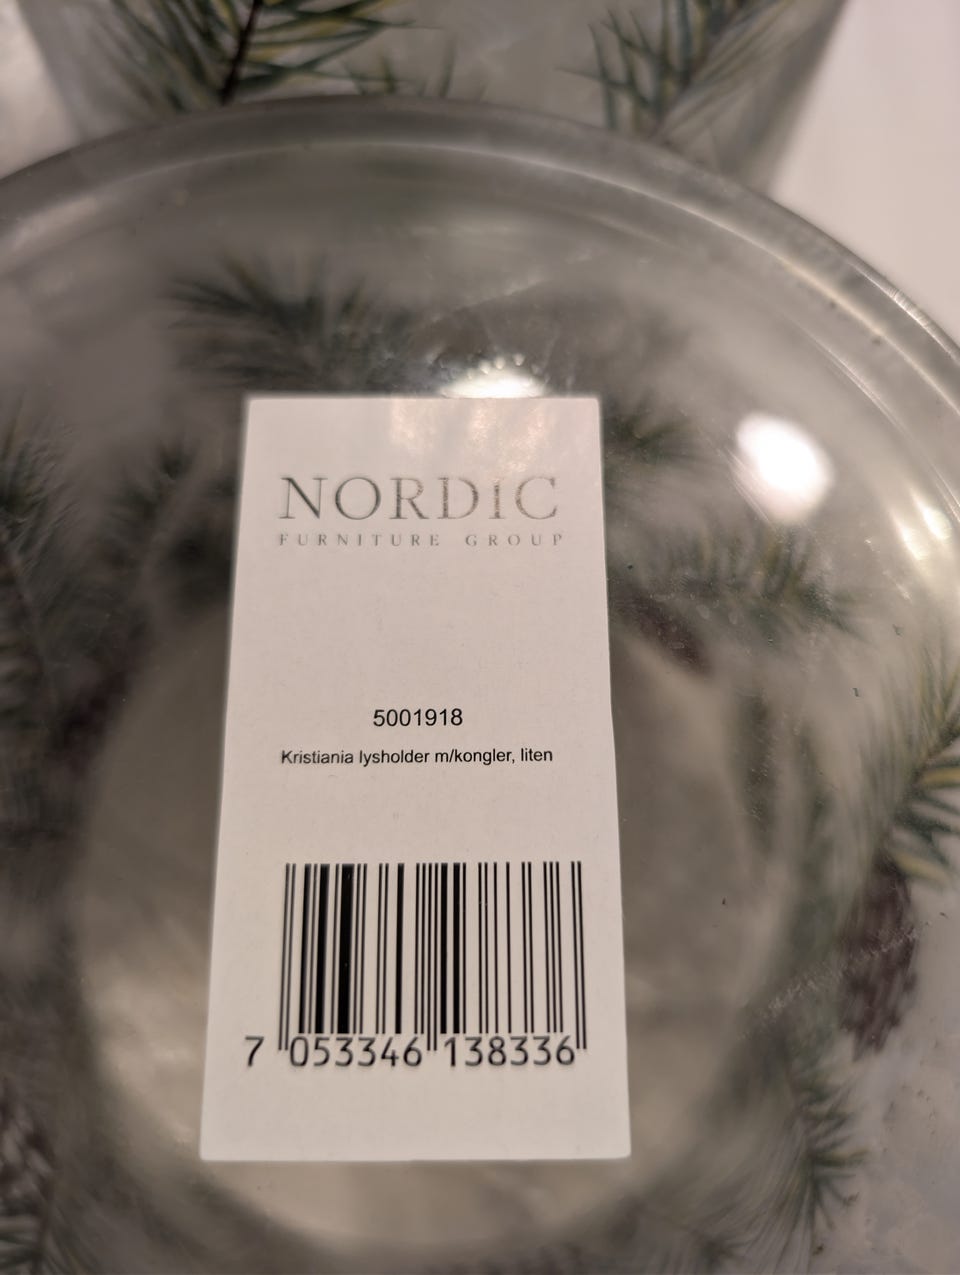 NORDIC
FURNITURE GROUP
5001918
Kristiania lysholder m/kongler, liten
7 053346 138336